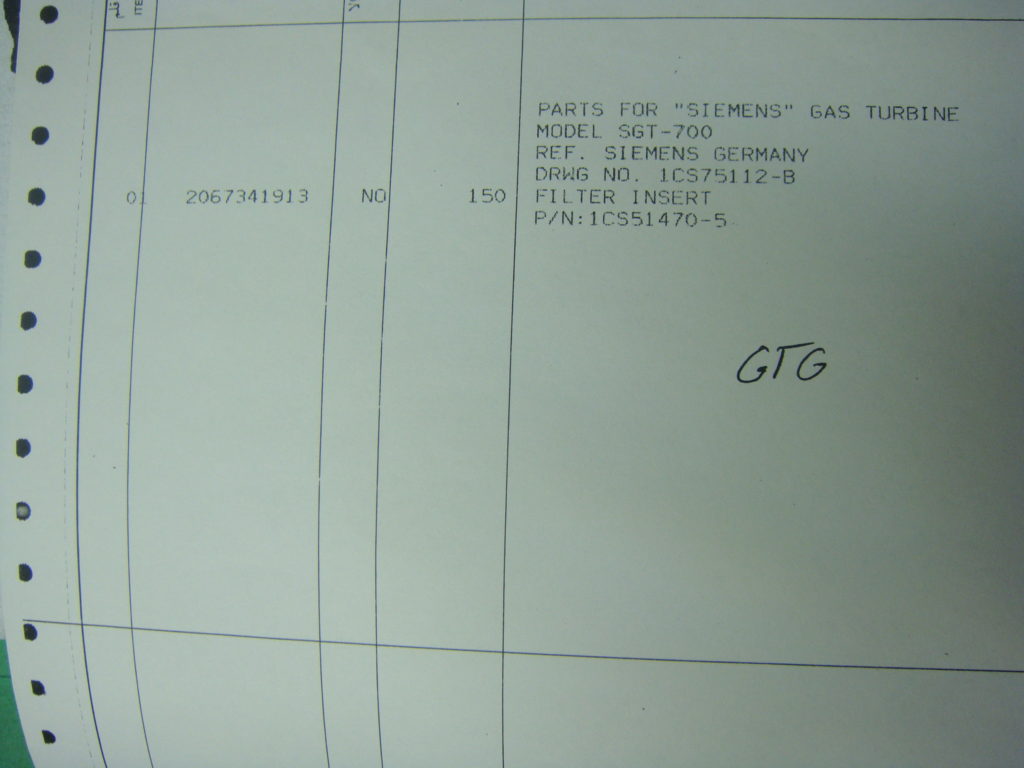 ITE
PARTS FOR "SIEMENS" GAS TURBINE
MODEL SGT-700
REF. SIEMENS GERMANY
DRWG NO. 1CS75112-B
01 2067341913 NO 150 FILTER INSERT
P/N:1CS51470-5
GTG